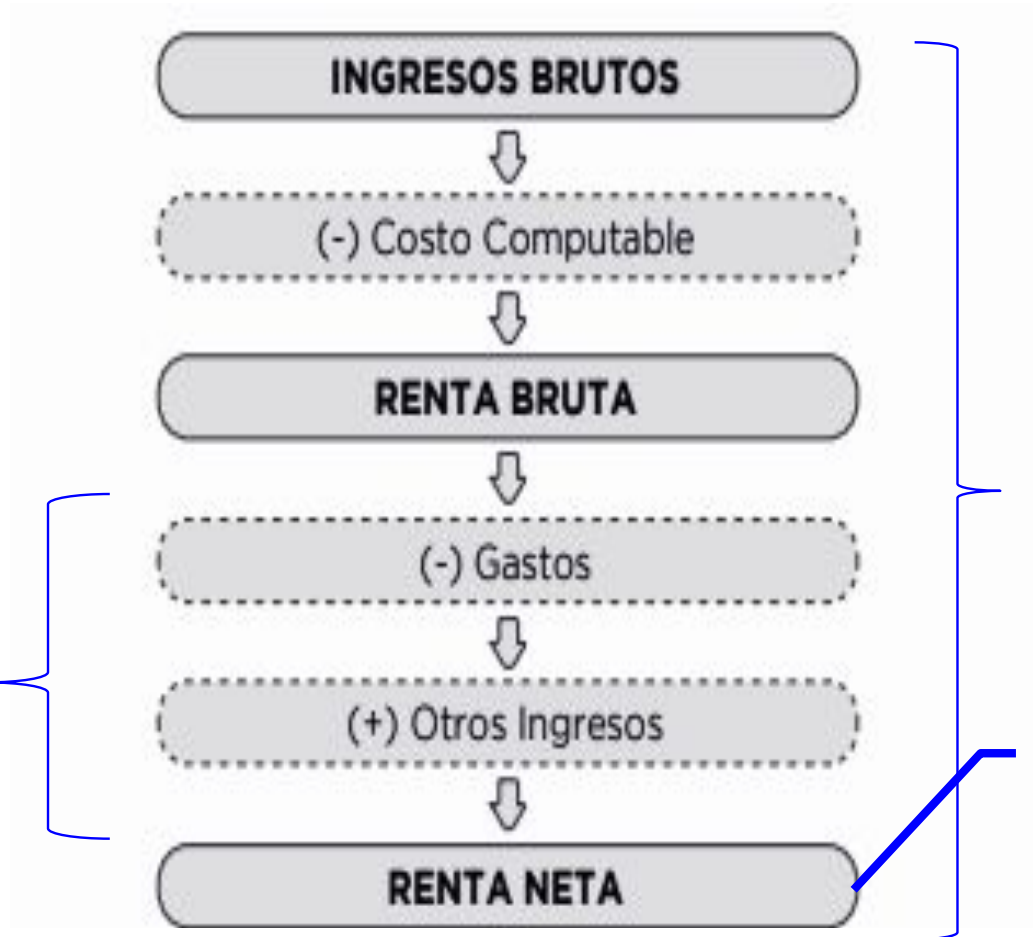 INGRESOS BRUTOS
(-) Costo Computable
RENTA BRUTA
(-) Gastos
(+) Otros Ingresos
RENTA NETA